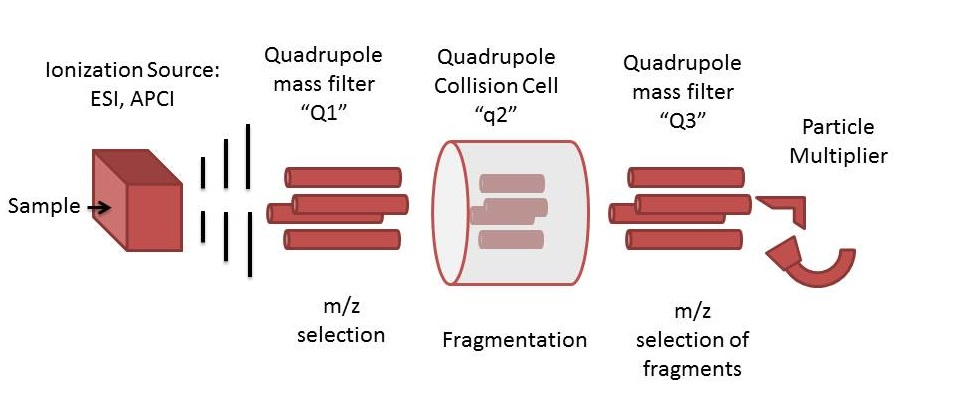 Ionization Source:
ESI, APCI
Quadrupole
mass filter
“Q1”
Quadrupole
Collision Cell
“q2”
Quadrupole
mass filter
“Q3”
Particle
Multiplier
Sample
m/z
selection
Fragmentation
m/z
selection of
fragments